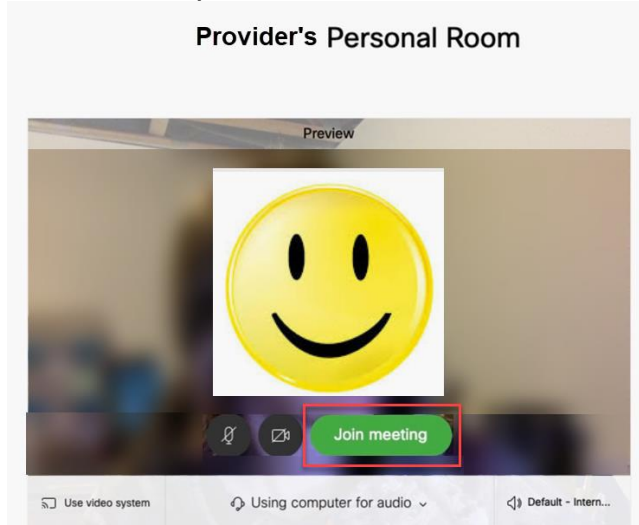 Provider's Personal Room
Preview
Join meeting
Use video system
Using computer for audio
Default - Intern...